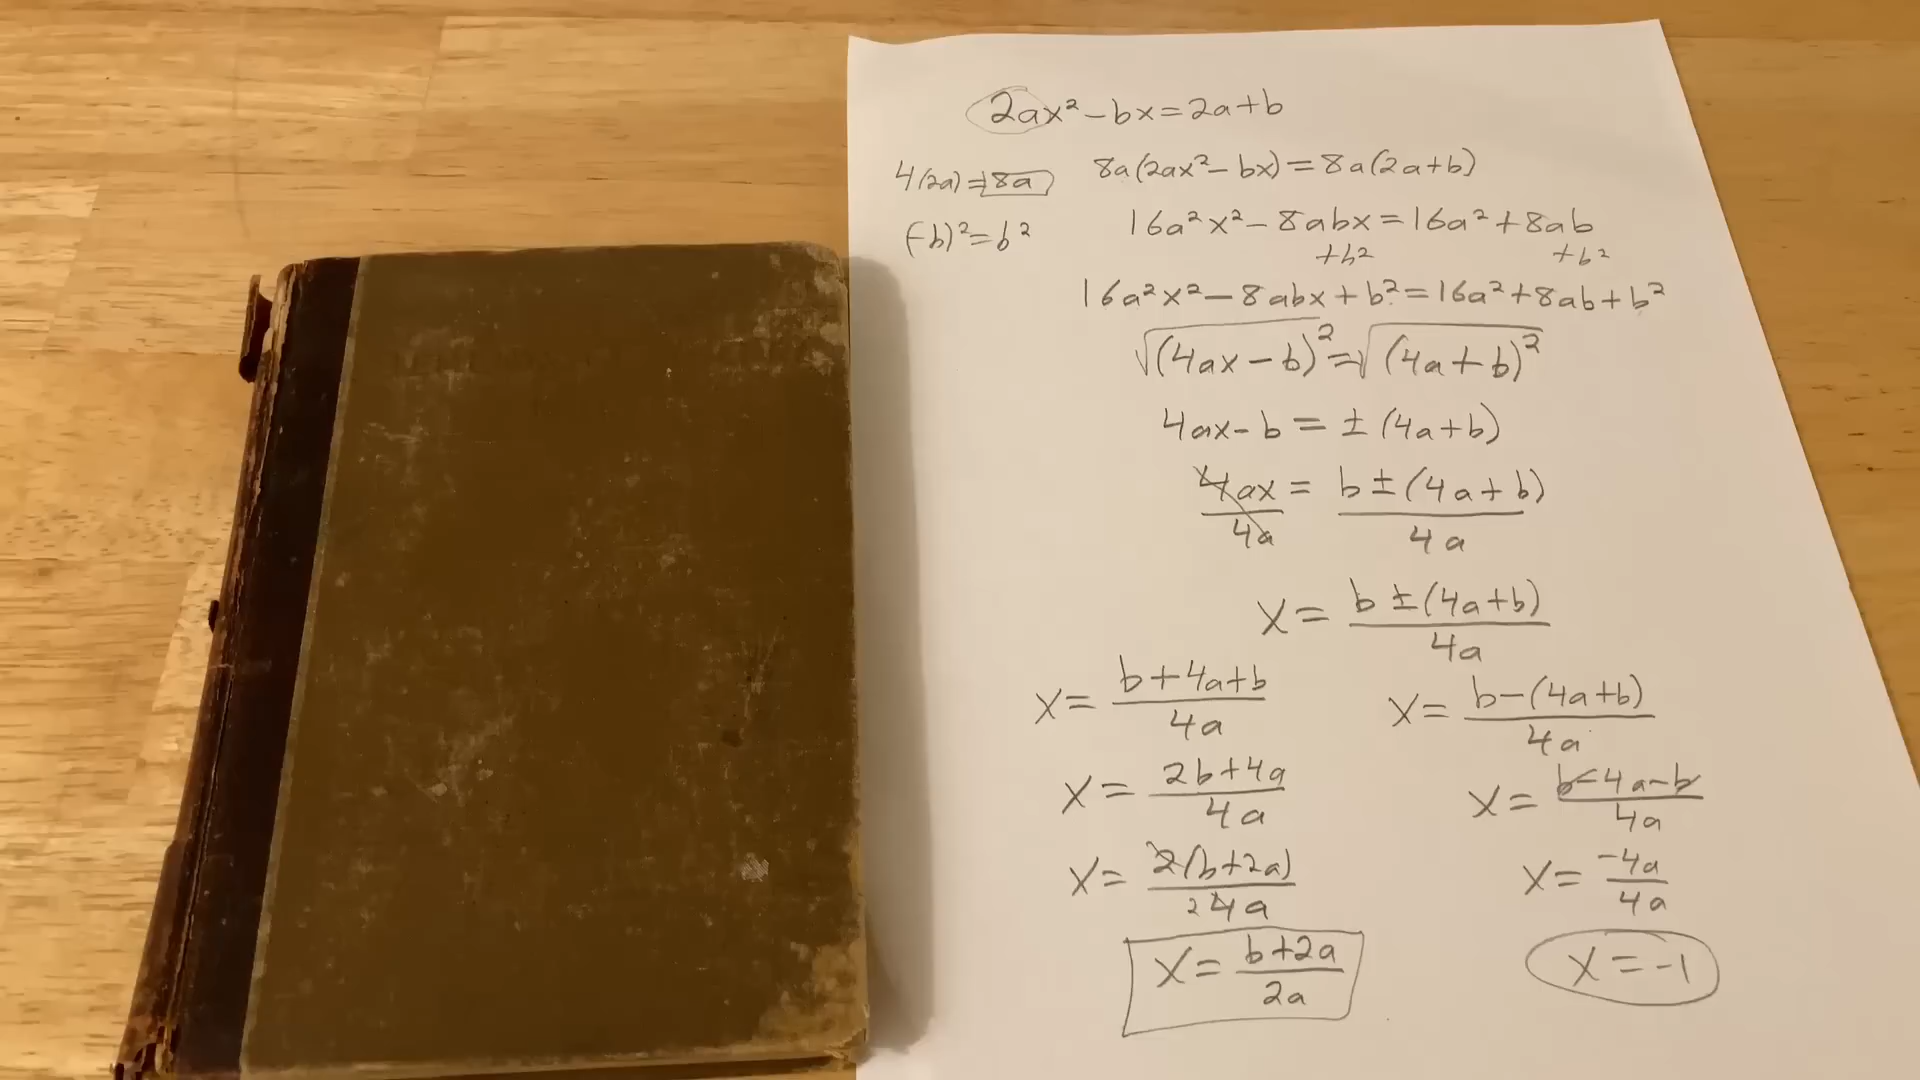 2ax²-bx=2a+b
4(2a)=8a 8a(2ax²-bx)=8a(2a+b)
(-b)²=b² 16a²x²-8abx=16a²+8ab
+b² +b²
16a²x²-8abx+b²=16a²+8ab+b²
√(4ax-b)²=√(4a+b)²
4ax-b=±(4a+b)
4ax/4a = b±(4a+b)/4a
x= b±(4a+b)/4a
x= b+4a+b/4a x= b-(4a+b)/4a
x= 2b+4a/4a x= b-4a-b/4a
x= 2(b+2a)/2 4a x= -4a/4a
x= b+2a/2a x=-1